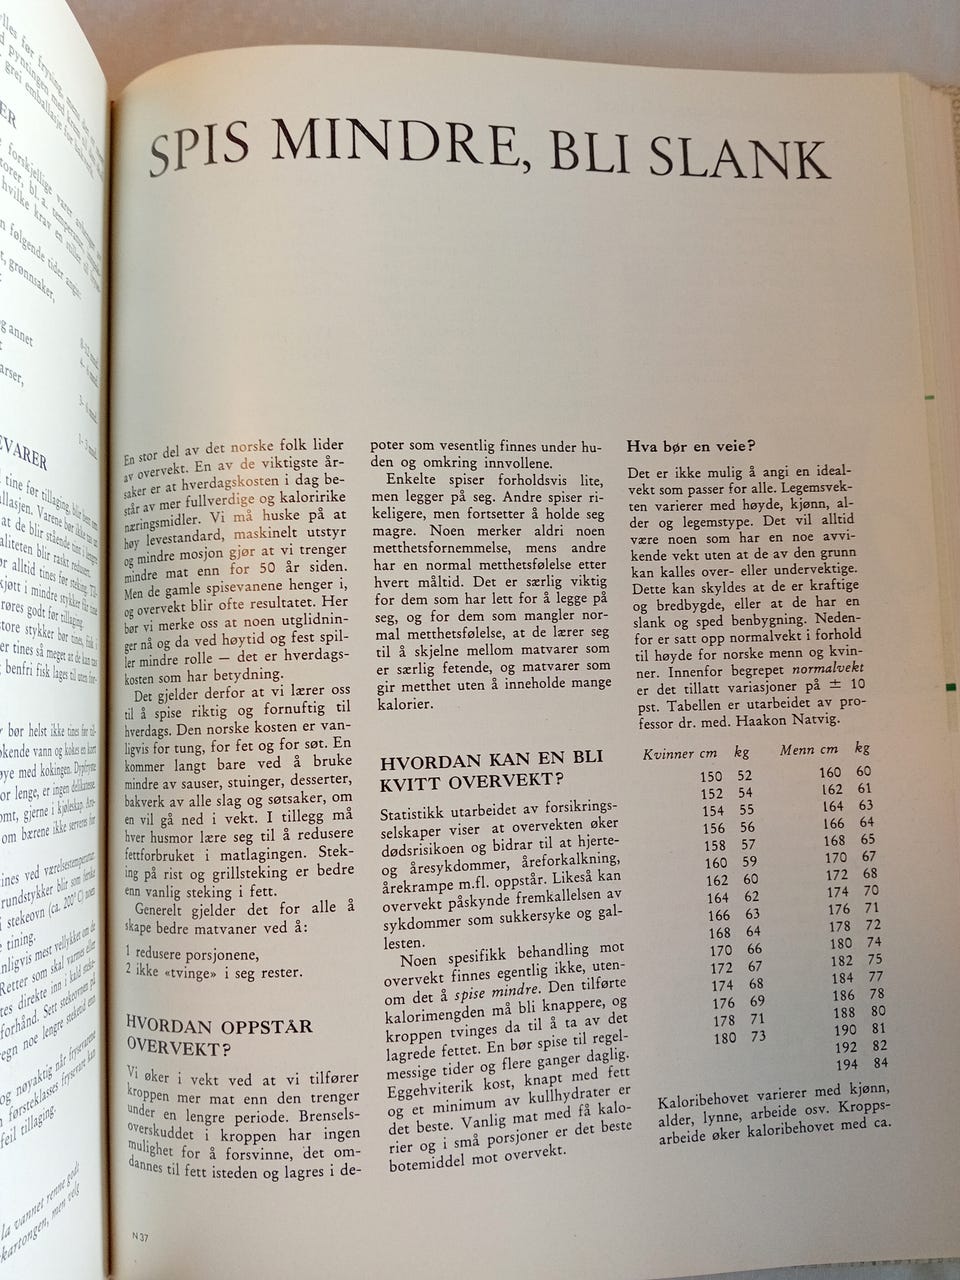 SPIS MINDRE, BLI SLANK
En stor del av det norske folk lider
av overvekt. En av de viktigste år-
saker er at hverdagskosten i dag be-
står av mer fullverdige og kaloririke
næringsmidler. Vi må huske på at
høy levestandard, maskinelt utstyr
og mindre mosjon gjør at vi trenger
mindre mat enn for 50 år siden.
Men de gamle spisevanene henger i,
og overvekt blir ofte resultatet. Her
bør vi merke oss at noen utglidnin-
ger nå og da ved høytid og fest spil-
ler mindre rolle — det er hverdags-
kosten som har betydning.
Det gjelder derfor at vi lærer oss
til å spise riktig og fornuftig til
hverdags. Den norske kosten er van-
ligvis for tung, for fet og for søt. En
kommer langt bare ved å bruke
mindre av sauser, stuinger, desserter,
bakverk av alle slag og søtsaker, om
en vil gå ned i vekt. I tillegg må
hver husmor lære seg til å redusere
fettforbruket i matlagingen. Stek-
ing på rist og grillsteking er bedre
enn vanlig steking i fett.
Generelt gjelder det for alle å
skape bedre matvaner ved å:
1 redusere porsjonene,
2 ikke «tvinge» i seg rester.
HVORDAN OPPSTÅR
OVERVEKT?
Vi øker i vekt ved at vi tilfører
kroppen mer mat enn den trenger
under en lengre periode. Brensels-
overskuddet i kroppen har ingen
mulighet for å forsvinne, det om-
dannes til fett isteden og lagres i de-
poter som vesentlig finnes under hu-
den og omkring innvollene.
Enkelte spiser forholdsvis lite,
men legger på seg. Andre spiser ri-
keligere, men fortsetter å holde seg
magre. Noen merker aldri noen
metthetsfornemmelse, mens andre
har en normal metthetsfølelse etter
hvert måltid. Det er særlig viktig
for dem som har lett for å legge på
seg, og for dem som mangler nor-
mal metthetsfølelse, at de lærer seg
til å skjelne mellom matvarer som
er særlig fetende, og matvarer som
gir metthet uten å inneholde mange
kalorier.
HVORDAN KAN EN BLI
KVITT OVERVEKT?
Statistikk utarbeidet av forsikrings-
selskaper viser at overvekten øker
dødsrisikoen og bidrar til at hjerte-
og åresykdommer, åreforkalkning,
årekrampe m.fl. oppstår. Likeså kan
overvekt påskynde fremkallelsen av
sykdommer som sukkersyke og gal-
lesten.
Noen spesifikk behandling mot
overvekt finnes egentlig ikke, uten-
om det å spise mindre. Den tilførte
kalorimengden må bli knappere, og
kroppen tvinges da til å ta av det
lagrede fettet. En bør spise til regel-
messige tider og flere ganger daglig.
Eggehviterik kost, knapt med fett
og et minimum av kullhydrater er
det beste. Vanlig mat med få kalo-
rier og i små porsjoner er det beste
botemiddel mot overvekt.
Hva bør en veie?
Det er ikke mulig å angi en ideal-
vekt som passer for alle. Legemsvek-
ten varierer med høyde, kjønn, al-
der og legemstype. Det vil alltid
være noen som har en noe avvi-
kende vekt uten at de av den grunn
kan kalles over- eller undervektige.
Dette kan skyldes at de er kraftige
og bredbygde, eller at de har en
slank og sped benbygning. Neden-
for er satt opp normalvekt i forhold
til høyde for norske menn og kvin-
ner. Innenfor begrepet normalvekt
er det tillatt variasjoner på ± 10
pst. Tabellen er utarbeidet av pro-
fessor dr. med. Haakon Natvig.
Kvinner cm kg Menn cm kg
150 52 160 60
152 54 162 61
154 55 164 63
156 56 166 64
158 57 168 65
160 59 170 67
162 60 172 68
164 62 174 70
166 63 176 71
168 64 178 72
170 66 180 74
172 67 182 75
174 68 184 77
176 69 186 78
178 71 188 80
180 73 190 81
192 82
194 84
Kaloribehovet varierer med kjønn,
alder, lynne, arbeide osv. Kropps-
arbeide øker kaloribehovet med ca.
N 37